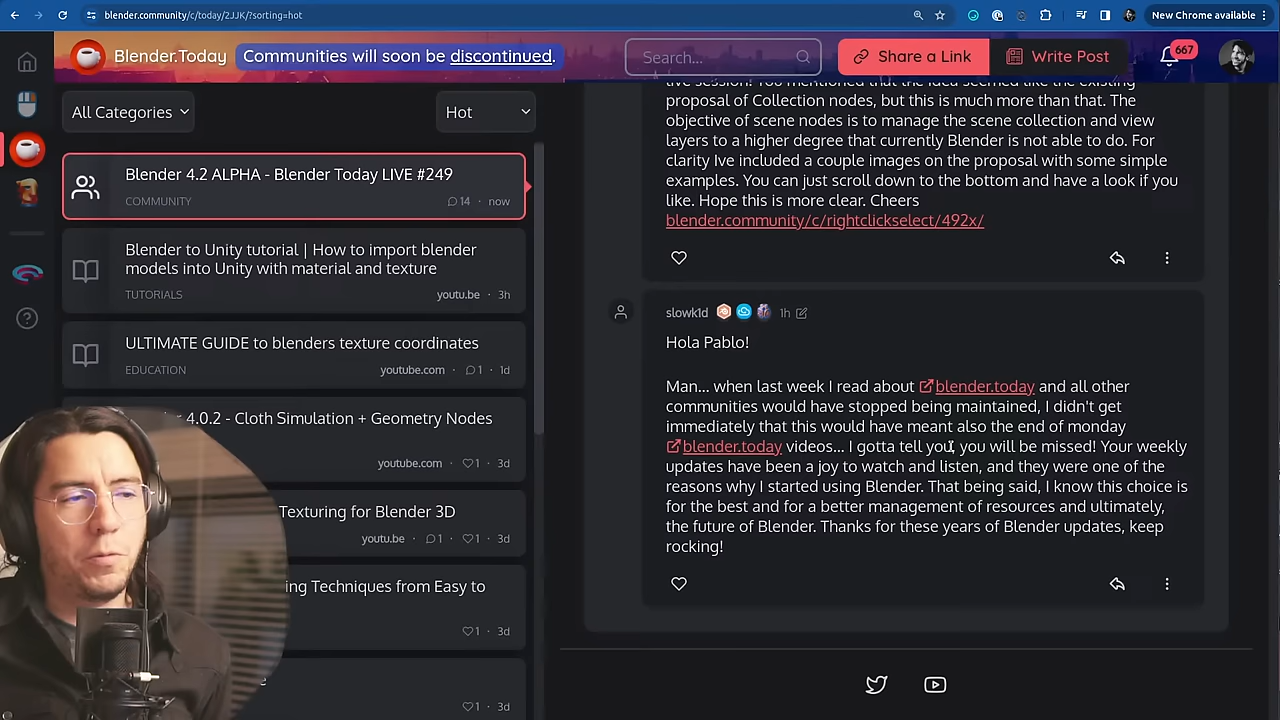 blender.community/c/today/2JJK/?sorting=hot
New Chrome available
Blender.Today
Communities will soon be discontinued.
Search...
Share a Link
Write Post
667
All Categories
Hot
Blender 4.2 ALPHA - Blender Today LIVE #249
COMMUNITY
14 · now
Blender to Unity tutorial | How to import blender
models into Unity with material and texture
TUTORIALS
youtu.be · 3h
ULTIMATE GUIDE to blenders texture coordinates
EDUCATION
youtube.com · 1 · 1d
4.0.2 - Cloth Simulation + Geometry Nodes
youtube.com · 1 · 3d
Texturing for Blender 3D
youtu.be · 1 · 1 · 3d
ing Techniques from Easy to
1 · 3d
1 · 3d
proposal of Collection nodes, but this is much more than that. The
objective of scene nodes is to manage the scene collection and view
layers to a higher degree that currently Blender is not able to do. For
clarity Ive included a couple images on the proposal with some simple
examples. You can just scroll down to the bottom and have a look if you
like. Hope this is more clear. Cheers
blender.community/c/rightclickselect/492x/
slowk1d 1h
Hola Pablo!
Man... when last week I read about blender.today and all other
communities would have stopped being maintained, I didn't get
immediately that this would have meant also the end of monday
blender.today videos... I gotta tell you, you will be missed! Your weekly
updates have been a joy to watch and listen, and they were one of the
reasons why I started using Blender. That being said, I know this choice is
for the best and for a better management of resources and ultimately,
the future of Blender. Thanks for these years of Blender updates, keep
rocking!